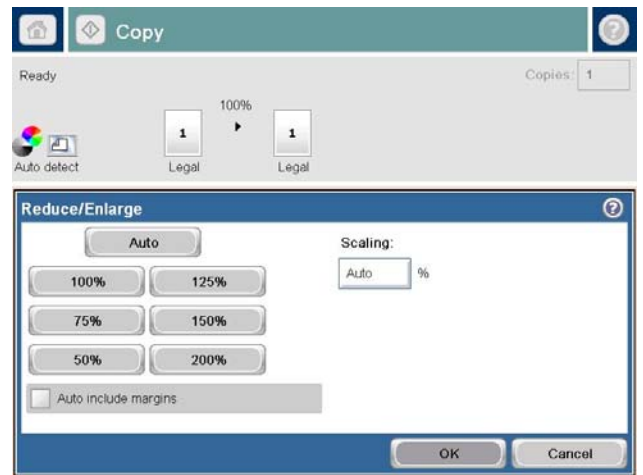 Copy
Ready
Copies: 1
100%
1
1
Auto detect
Legal
Legal
Reduce/Enlarge
Auto
Scaling:
Auto %
100%
125%
75%
150%
50%
200%
Auto include margins
OK
Cancel